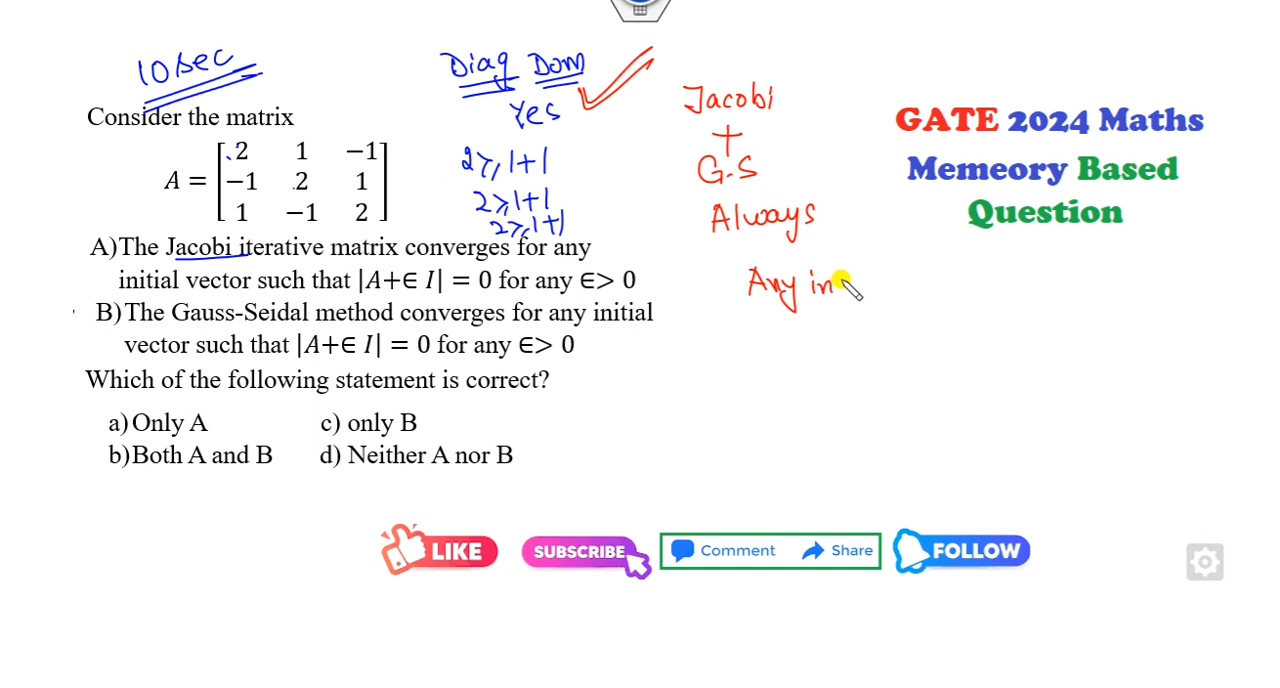 10 sec
Diag Dom
Yes
2 ≥ 1+1
2 ≥ 1+1
2 ≥ 1+1
Jacobi
+
G.S
Always
Any in
GATE 2024 Maths
Memeory Based
Question
Consider the matrix
A = [2 1 −1
−1 2 1
1 −1 2]
A)The Jacobi iterative matrix converges for any
initial vector such that |A+∈ I| = 0 for any ∈> 0
B)The Gauss-Seidal method converges for any initial
vector such that |A+∈ I| = 0 for any ∈> 0
Which of the following statement is correct?
a)Only A c) only B
b)Both A and B d) Neither A nor B
LIKE SUBSCRIBE Comment Share FOLLOW